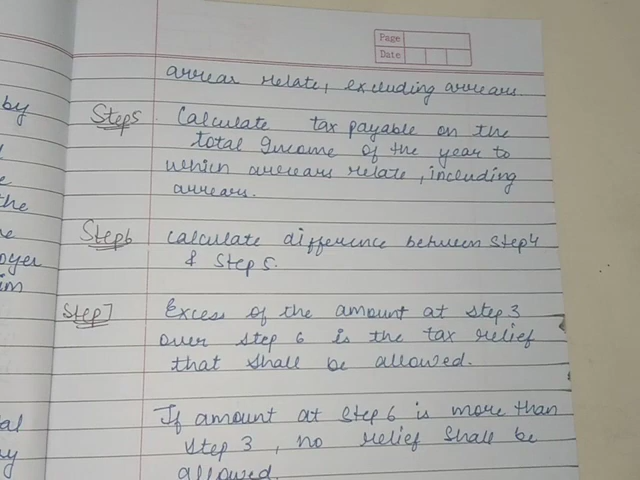 Page
Date
arrear relate, excluding arrears.
Step5 Calculate tax payable on the
total Income of the year to
which arrears relate, including
arrears.
Step6 calculate difference between Step4
& Step 5.
Step7 Excess of the amount at step 3
over step 6 is the tax relief
that shall be allowed.
If amount at Step 6 is more than
step 3, no relief shall be
allowed.
by
the